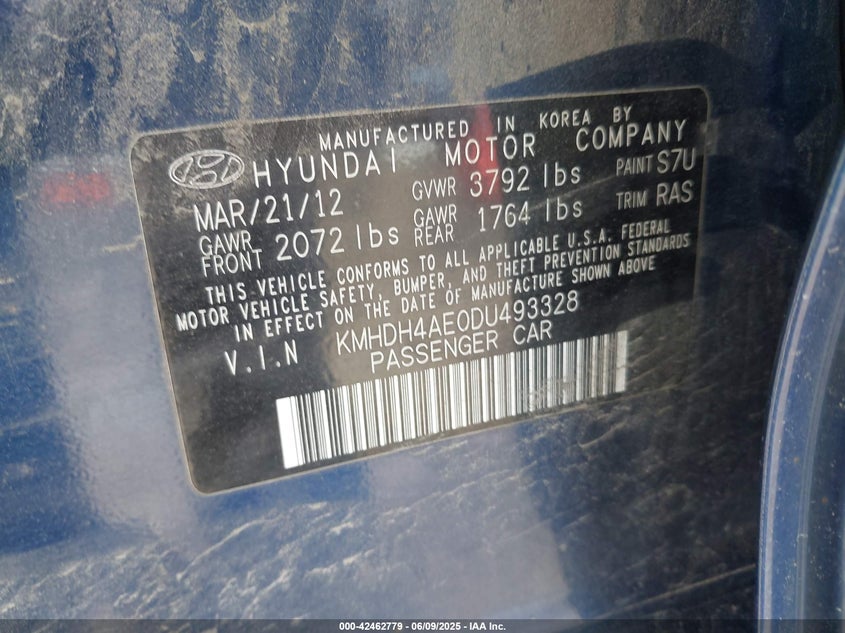 MANUFACTURED IN KOREA BY
HYUNDAI MOTOR COMPANY
MAR/21/12 GVWR 3792 lbs PAINT S7U
GAWR FRONT 2072 lbs GAWR REAR 1764 lbs TRIM RAS
THIS VEHICLE CONFORMS TO ALL APPLICABLE U.S.A. FEDERAL
MOTOR VEHICLE SAFETY, BUMPER, AND THEFT PREVENTION STANDARDS
IN EFFECT ON THE DATE OF MANUFACTURE SHOWN ABOVE
V.I.N KMHDH4AE0DU493328
PASSENGER CAR
000-42462779 - 06/09/2025 - IAA Inc.